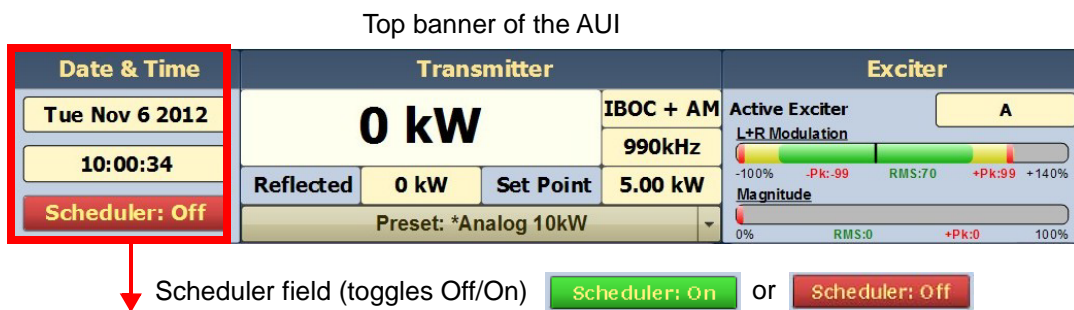 Top banner of the AUI
Date & Time
Tue Nov 6 2012
10:00:34
Scheduler: Off
Transmitter
0 kW
IBOC + AM
990kHz
Reflected 0 kW Set Point 5.00 kW
Preset: *Analog 10kW
Exciter
Active Exciter A
L+R Modulation
-100% -Pk:-99 RMS:70 +Pk:99 +140%
Magnitude
0% RMS:0 +Pk:0 100%
Scheduler field (toggles Off/On) Scheduler: On or Scheduler: Off